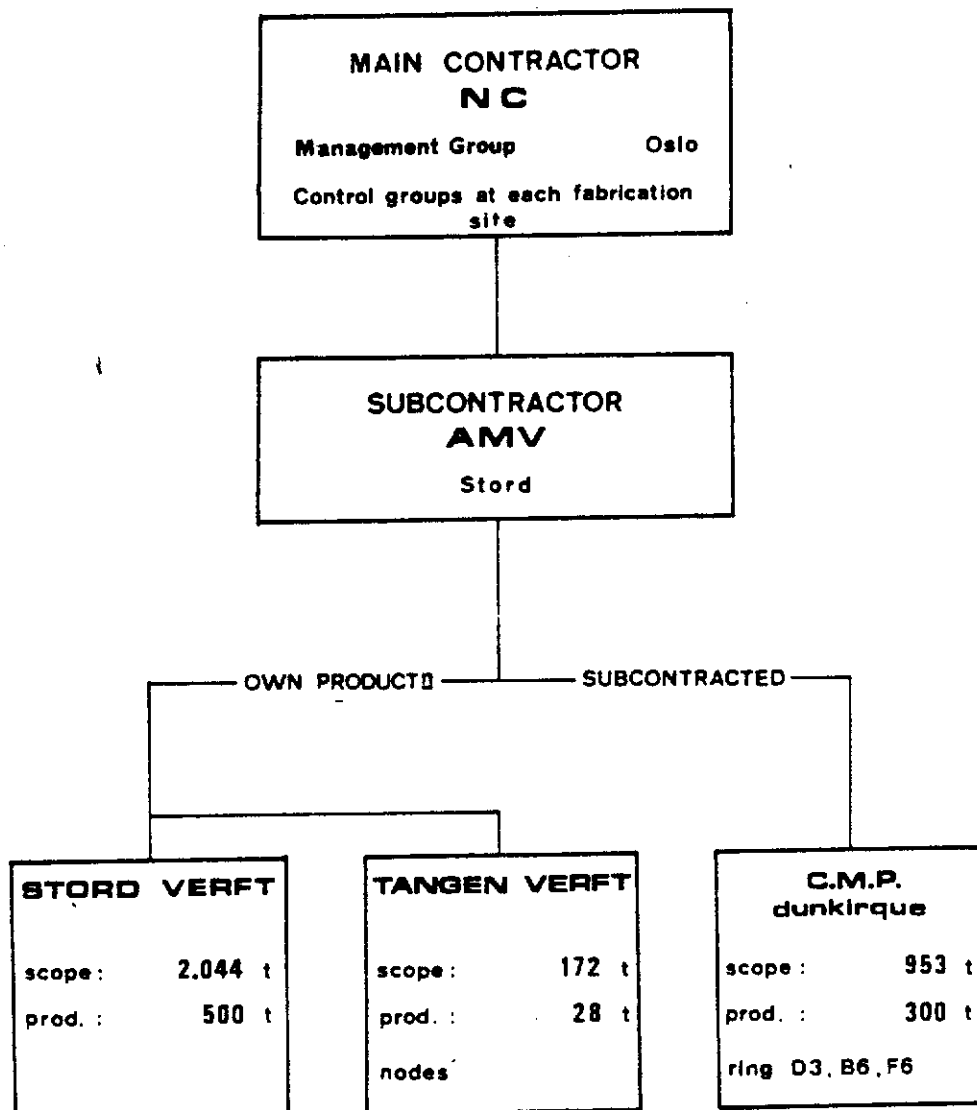 MAIN CONTRACTOR
NC
Management Group Oslo
Control groups at each fabrication
site
SUBCONTRACTOR
AMV
Stord
OWN PRODUCT
SUBCONTRACTED
STORD VERFT
scope: 2.044 t
prod. : 500 t
TANGEN VERFT
scope: 172 t
prod. : 28 t
nodes
C.M.P.
dunkirque
scope: 953 t
prod. : 300 t
ring D3, B6, F6